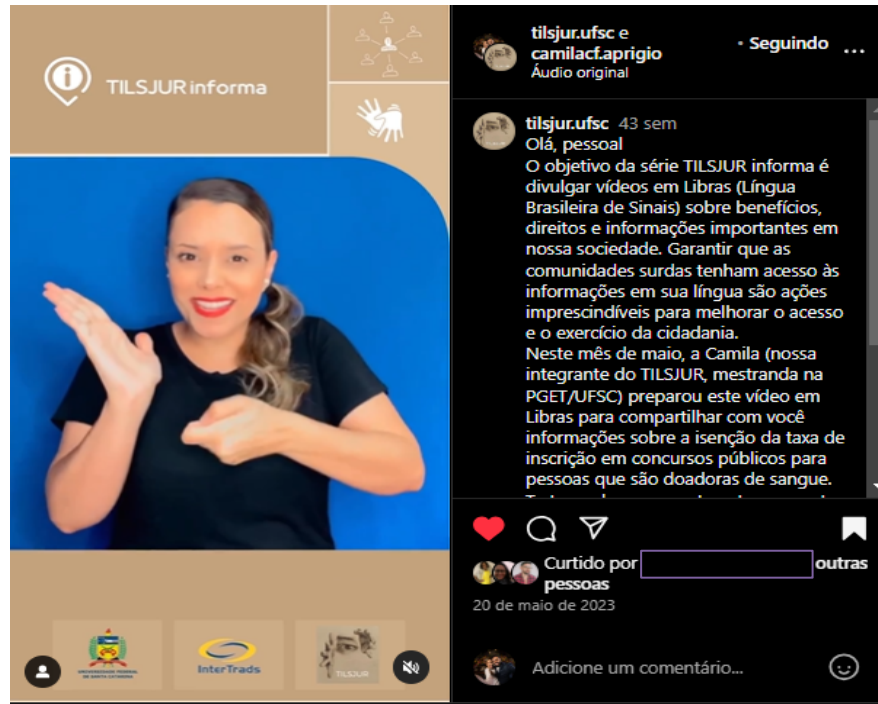 TILSJUR informa
UNIVERSIDADE FEDERAL
DE SANTA CATARINA
InterTrads
TILSJUR
tilsjur.ufsc e
camilacf.aprigio
Áudio original
• Seguindo ...
tilsjur.ufsc 43 sem
Olá, pessoal
O objetivo da série TILSJUR informa é
divulgar vídeos em Libras (Língua
Brasileira de Sinais) sobre benefícios,
direitos e informações importantes em
nossa sociedade. Garantir que as
comunidades surdas tenham acesso às
informações em sua língua são ações
imprescindíveis para melhorar o acesso
e o exercício da cidadania.
Neste mês de maio, a Camila (nossa
integrante do TILSJUR, mestranda na
PGET/UFSC) preparou este vídeo em
Libras para compartilhar com você
informações sobre a isenção da taxa de
inscrição em concursos públicos para
pessoas que são doadoras de sangue.
Curtido por outras
pessoas
20 de maio de 2023
Adicione um comentário...